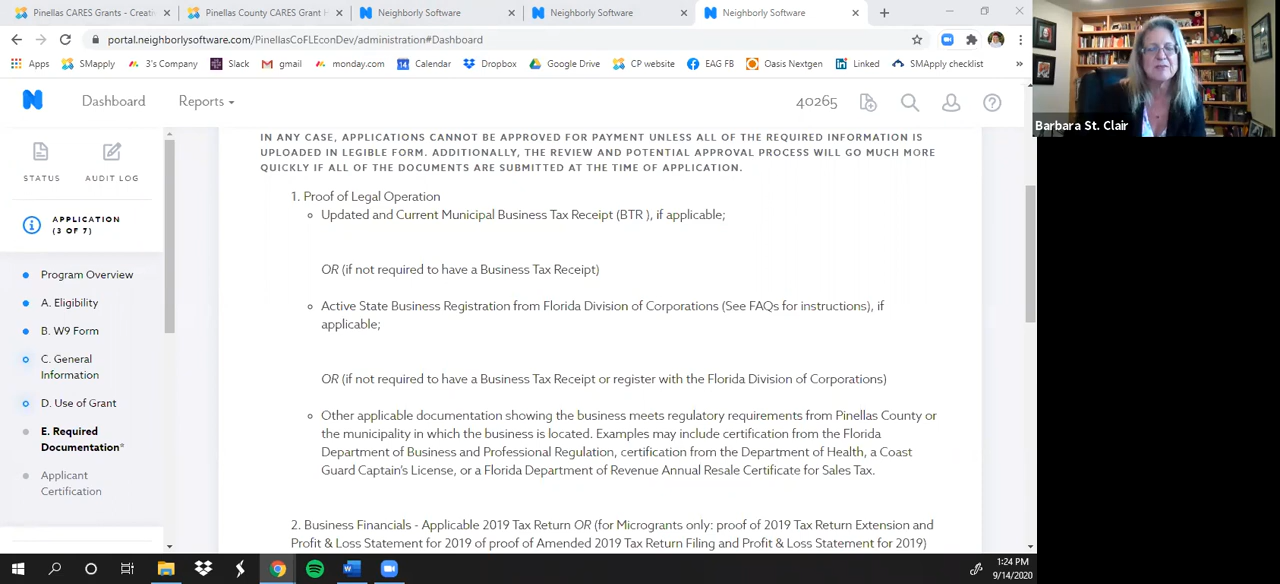 Pinellas CARES Grants - Creati
Pinellas County CARES Grant H
Neighborly Software
Neighborly Software
Neighborly Software
portal.neighborlysoftware.com/PinellasCoFLEconDev/administration#Dashboard
Apps
SMapply
3's Company
Slack
gmail
monday.com
Calendar
Dropbox
Google Drive
CP website
EAG FB
Oasis Nextgen
Linked
SMApply checklist
»
Dashboard
Reports
40265
STATUS
AUDIT LOG
APPLICATION
(3 OF 7)
Program Overview
A. Eligibility
B. W9 Form
C. General
Information
D. Use of Grant
E. Required
Documentation*
Applicant
Certification
IN ANY CASE, APPLICATIONS CANNOT BE APPROVED FOR PAYMENT UNLESS ALL OF THE REQUIRED INFORMATION IS
UPLOADED IN LEGIBLE FORM. ADDITIONALLY, THE REVIEW AND POTENTIAL APPROVAL PROCESS WILL GO MUCH MORE
QUICKLY IF ALL OF THE DOCUMENTS ARE SUBMITTED AT THE TIME OF APPLICATION.
1. Proof of Legal Operation
Updated and Current Municipal Business Tax Receipt (BTR ), if applicable;
OR (if not required to have a Business Tax Receipt)
Active State Business Registration from Florida Division of Corporations (See FAQs for instructions), if
applicable;
OR (if not required to have a Business Tax Receipt or register with the Florida Division of Corporations)
Other applicable documentation showing the business meets regulatory requirements from Pinellas County or
the municipality in which the business is located. Examples may include certification from the Florida
Department of Business and Professional Regulation, certification from the Department of Health, a Coast
Guard Captain's License, or a Florida Department of Revenue Annual Resale Certificate for Sales Tax.
2. Business Financials - Applicable 2019 Tax Return OR (for Microgrants only: proof of 2019 Tax Return Extension and
Profit & Loss Statement for 2019 of proof of Amended 2019 Tax Return Filing and Profit & Loss Statement for 2019)
Barbara St. Clair
1:24 PM
9/14/2020